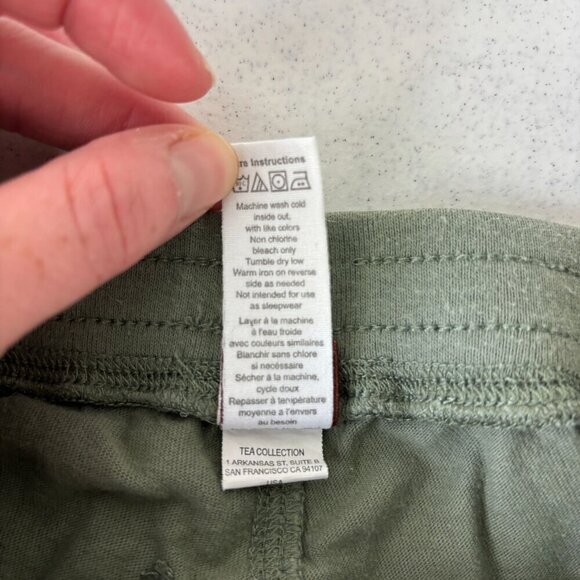 re Instructions
Machine wash cold
inside out,
with like colors
Non chlorine
bleach only
Tumble dry low
Warm iron on reverse
side as needed
Not intended for use
as sleepwear
Layer à la machine
à l'eau froide
avec couleurs similaires
Blanchir sans chlore
si necéssaire
Sécher à la machine,
cycle doux
Repasser à température
moyenne à l'envers
au besoin
TEA COLLECTION
1 ARKANSAS ST. SUITE B
SAN FRANCISCO CA 94107
USA